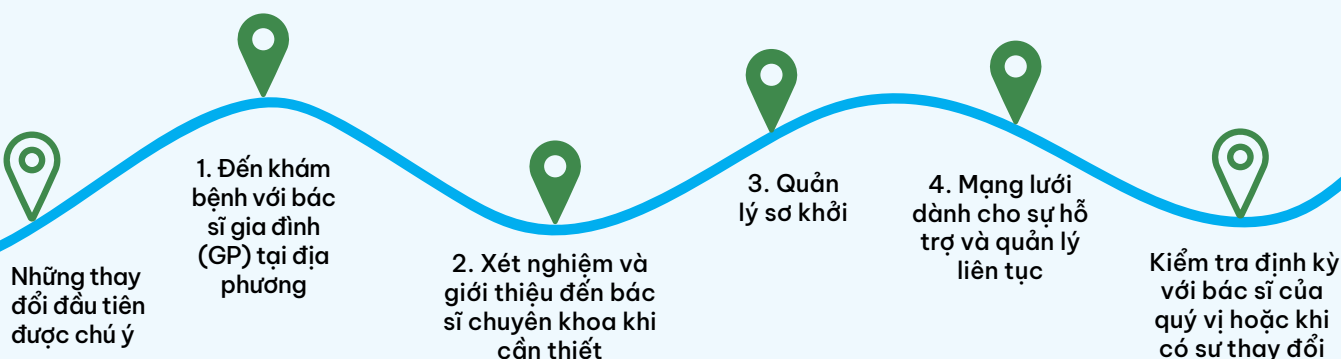 Những thay
đổi đầu tiên
được chú ý
1. Đến khám
bệnh với bác
sĩ gia đình
(GP) tại địa
phương
2. Xét nghiệm và
giới thiệu đến bác
sĩ chuyên khoa khi
cần thiết
3. Quản
lý sơ khởi
4. Mạng lưới
dành cho sự hỗ
trợ và quản lý
liên tục
Kiểm tra định kỳ
với bác sĩ của
quý vị hoặc khi
có sự thay đổi